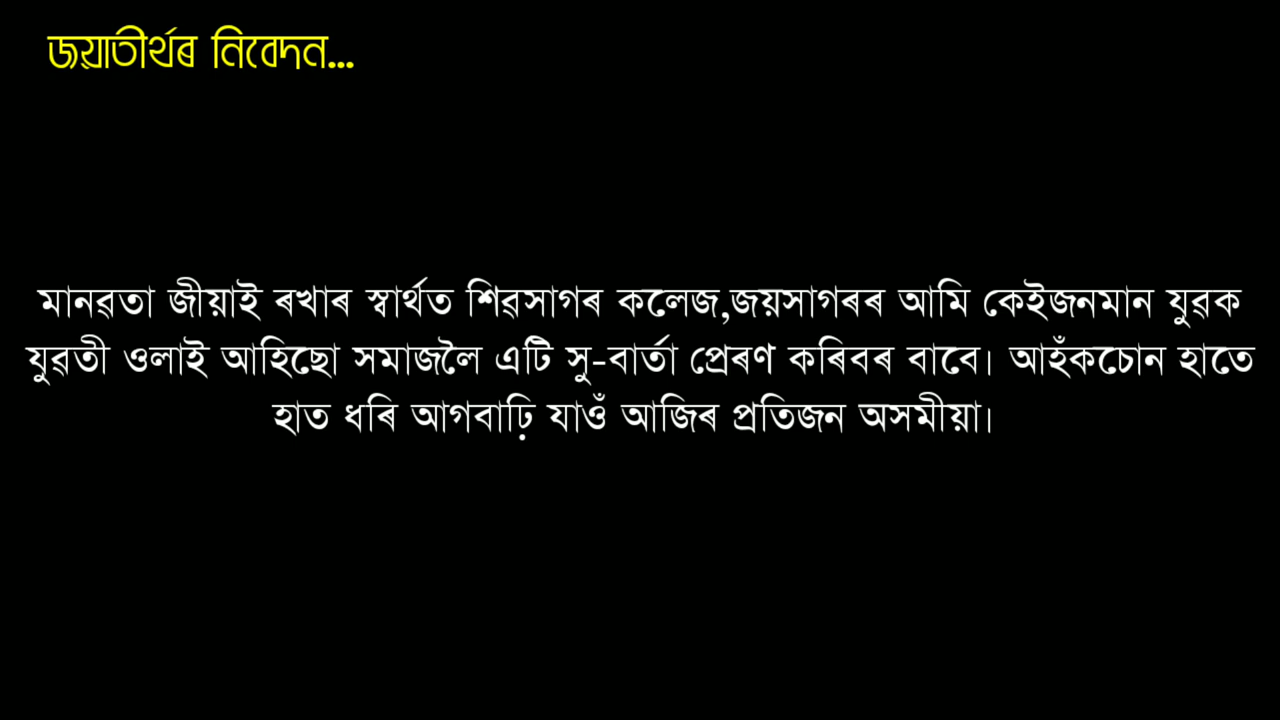 জয়াতীৰ্থৰ নিবেদন...
মানৱতা জীয়াই ৰখাৰ স্বাৰ্থত শিৱসাগৰ কলেজ,জয়সাগৰৰ আমি কেইজনমান যুৱক
যুৱতী ওলাই আহিছো সমাজলৈ এটি সু-বাৰ্তা প্ৰেৰণ কৰিবৰ বাবে। আহঁকচোন হাতে
হাত ধৰি আগবাঢ়ি যাওঁ আজিৰ প্ৰতিজন অসমীয়া।